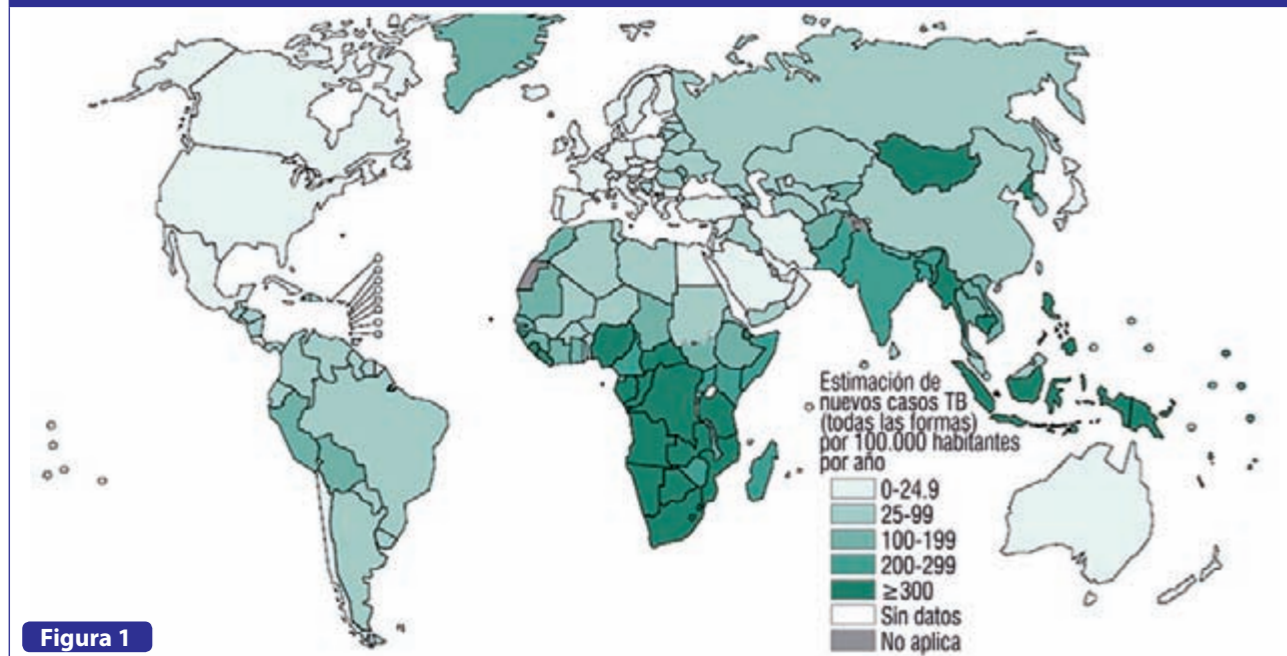 Estimación de
nuevos casos TB
(todas las formas)
por 100.000 habitantes
por año
0-24.9
25-99
100-199
200-299
≥300
Sin datos
No aplica
Figura 1